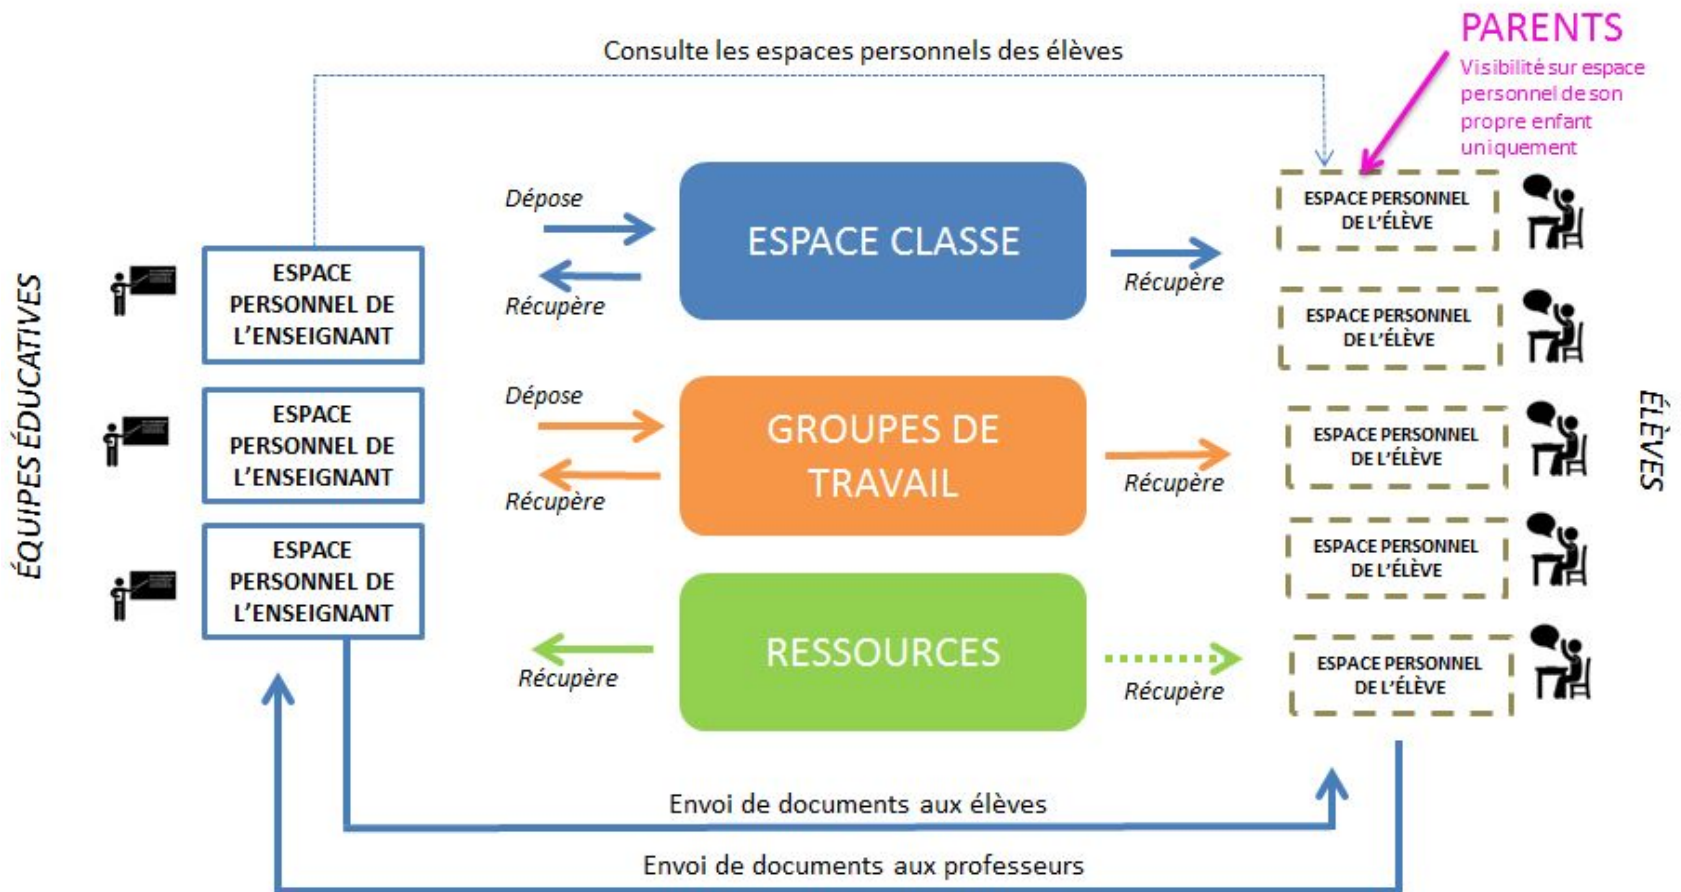 Consulte les espaces personnels des élèves
PARENTS
Visibilité sur espace
personnel de son
propre enfant
uniquement
ÉQUIPES ÉDUCATIVES
ESPACE
PERSONNEL DE
L'ENSEIGNANT
ESPACE
PERSONNEL DE
L'ENSEIGNANT
ESPACE
PERSONNEL DE
L'ENSEIGNANT
Dépose
Récupère
ESPACE CLASSE
Récupère
Dépose
Récupère
GROUPES DE
TRAVAIL
Récupère
Récupère
RESSOURCES
Récupère
ESPACE PERSONNEL
DE L'ÉLÈVE
ESPACE PERSONNEL
DE L'ÉLÈVE
ESPACE PERSONNEL
DE L'ÉLÈVE
ESPACE PERSONNEL
DE L'ÉLÈVE
ESPACE PERSONNEL
DE L'ÉLÈVE
ÉLÈVES
Envoi de documents aux élèves
Envoi de documents aux professeurs